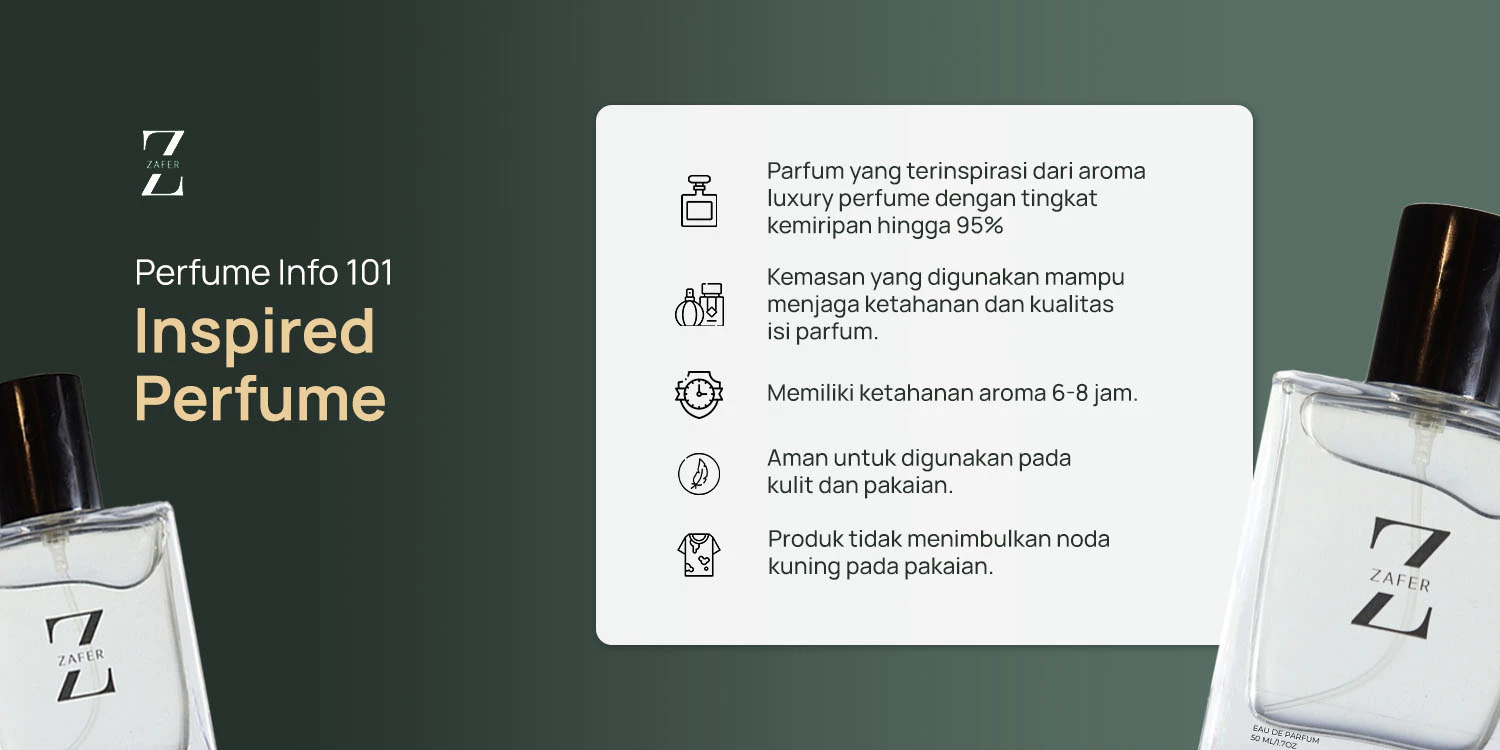 ZAFER
Perfume Info 101
Inspired
Perfume
Parfum yang terinspirasi dari aroma
luxury perfume dengan tingkat
kemiripan hingga 95%
Kemasan yang digunakan mampu
menjaga ketahanan dan kualitas
isi parfum.
Memiliki ketahanan aroma 6-8 jam.
Aman untuk digunakan pada
kulit dan pakaian.
Produk tidak menimbulkan noda
kuning pada pakaian.
Z
ZAFER
Z
ZAFER
EAU DE PARFUM
50 ML/1.7OZ